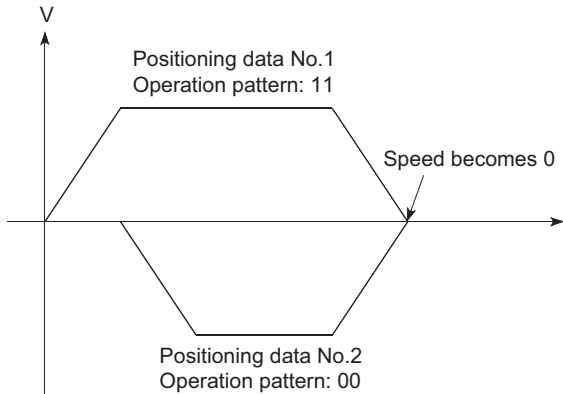 V
Positioning data No.1
Operation pattern: 11
Speed becomes 0
Positioning data No.2
Operation pattern: 00